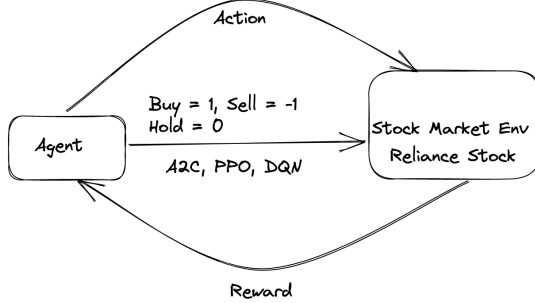 Action
Buy = 1, Sell = -1
Hold = 0
Agent
Stock Market Env
Reliance Stock
A2C, PPO, DQN
Reward